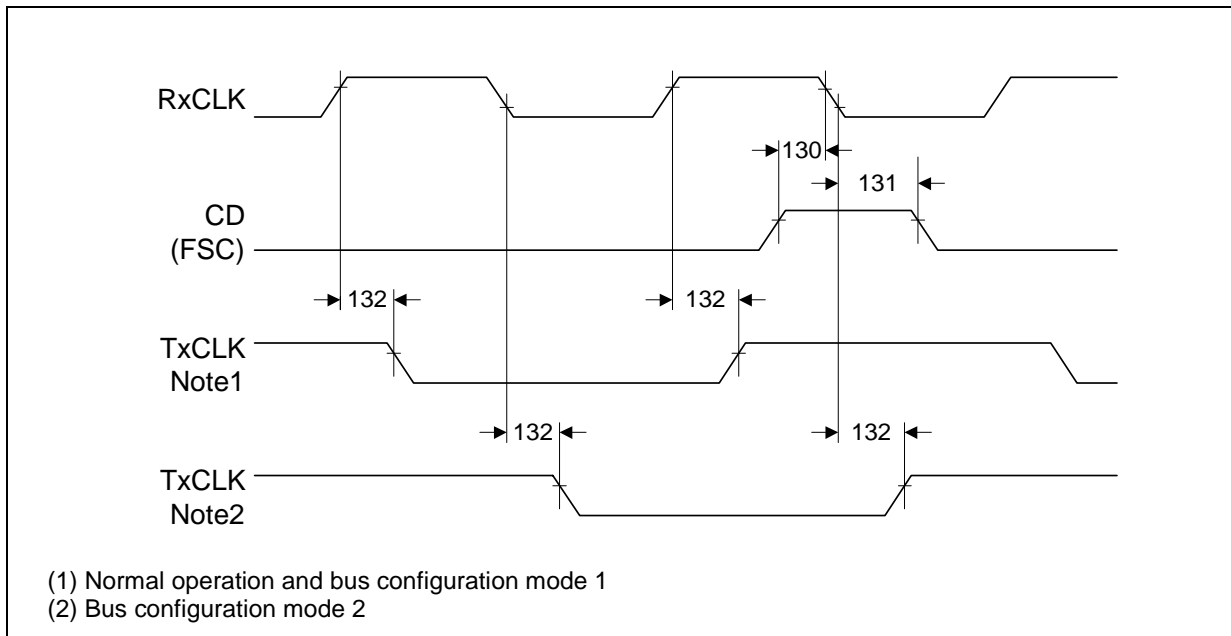 RxCLK
130
131
CD
(FSC)
132
132
TxCLK
Note1
132
132
TxCLK
Note2
(1) Normal operation and bus configuration mode 1
(2) Bus configuration mode 2